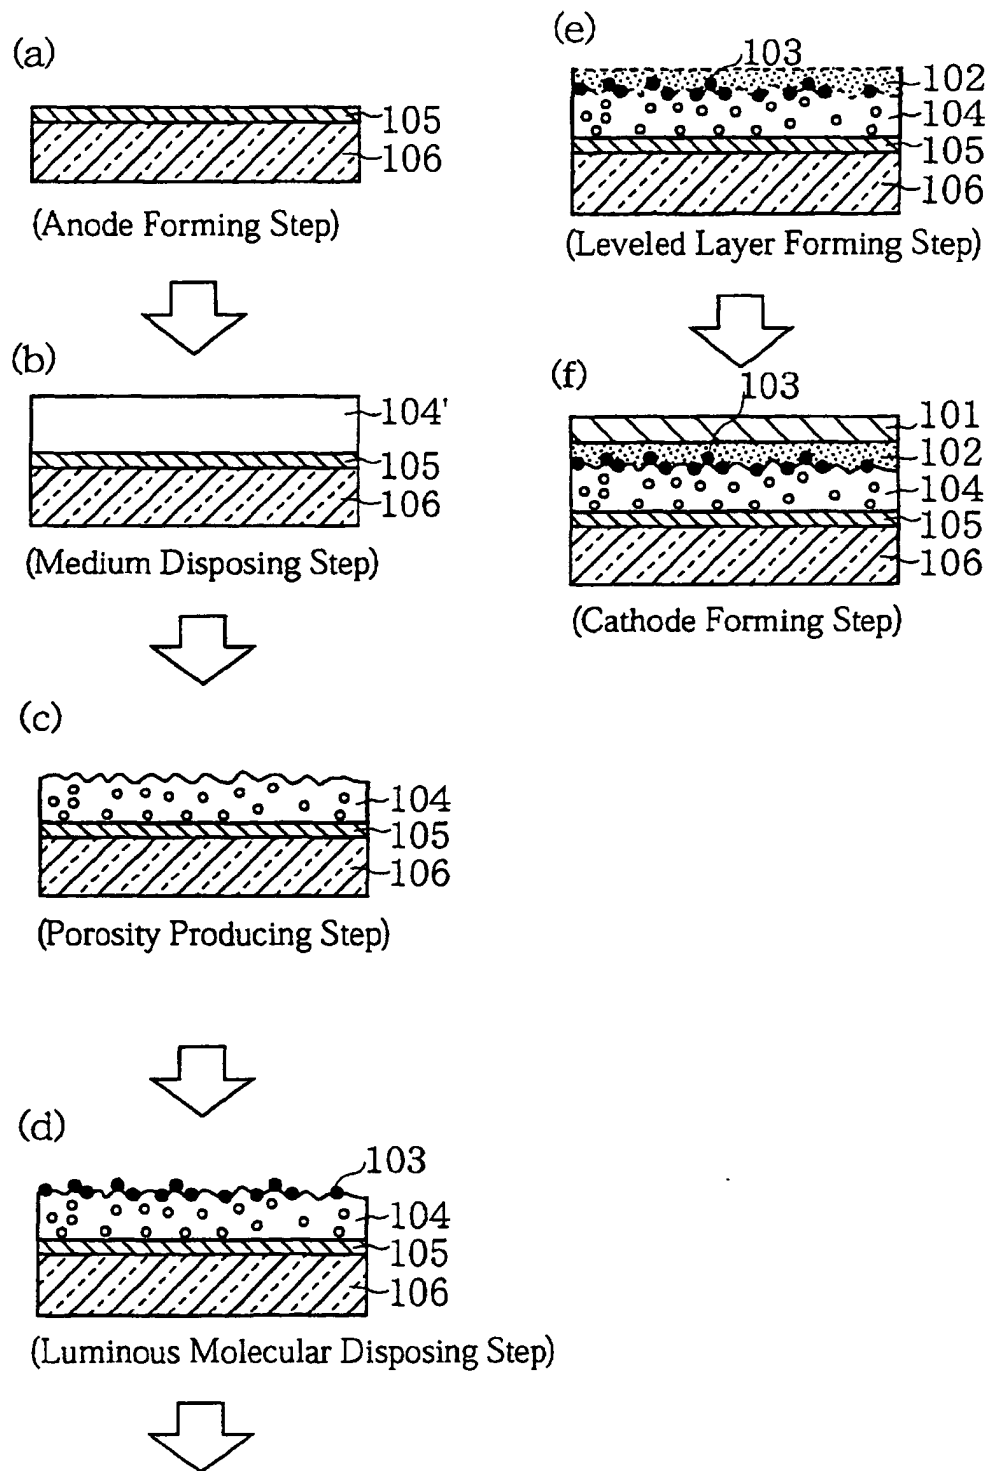 (a)
105
106
(Anode Forming Step)
(b)
104'
105
106
(Medium Disposing Step)
(c)
104
105
106
(Porosity Producing Step)
(d)
103
104
105
106
(Luminous Molecular Disposing Step)
(e)
103
102
104
105
106
(Leveled Layer Forming Step)
(f)
103
101
102
104
105
106
(Cathode Forming Step)